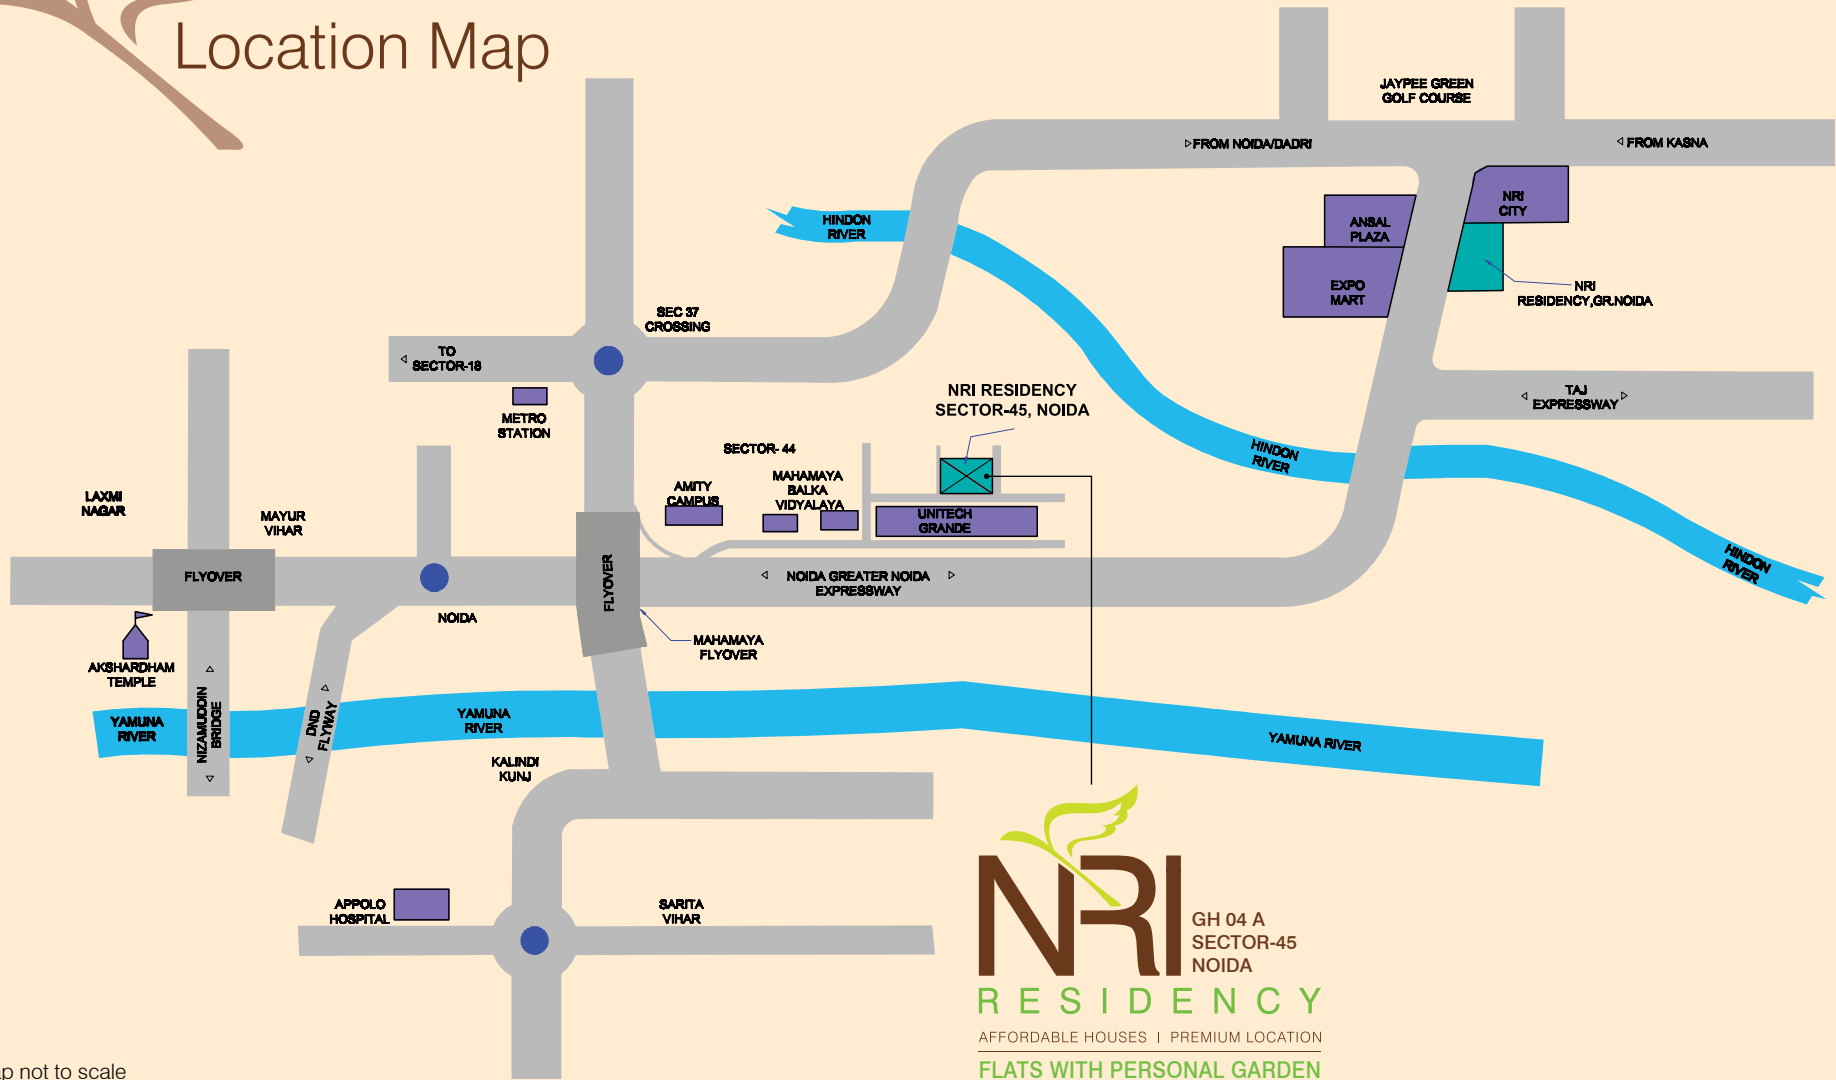 Location Map
JAYPEE GREEN
GOLF COURSE
FROM NOIDA/DADRI
FROM KASNA
NRI
CITY
ANSAL
PLAZA
EXPO
MART
NRI
RESIDENCY,GR.NOIDA
HINDON
RIVER
SEC 37
CROSSING
TO
SECTOR-18
METRO
STATION
TAJ
EXPRESSWAY
NRI RESIDENCY
SECTOR-45, NOIDA
SECTOR- 44
HINDON
RIVER
AMITY
CAMPUS
MAHAMAYA
BALKA
VIDYALAYA
UNITECH
GRANDE
LAXMI
NAGAR
MAYUR
VIHAR
FLYOVER
FLYOVER
NOIDA GREATER NOIDA
EXPRESSWAY
HINDON
RIVER
NOIDA
MAHAMAYA
FLYOVER
AKSHARDHAM
TEMPLE
NIZAMUDDIN
BRIDGE
DND
FLYWAY
YAMUNA
RIVER
YAMUNA
RIVER
YAMUNA RIVER
KALINDI
KUNJ
APPOLO
HOSPITAL
SARITA
VIHAR
NRI
GH 04 A
SECTOR-45
NOIDA
RESIDENCY
AFFORDABLE HOUSES | PREMIUM LOCATION
FLATS WITH PERSONAL GARDEN
not to scale